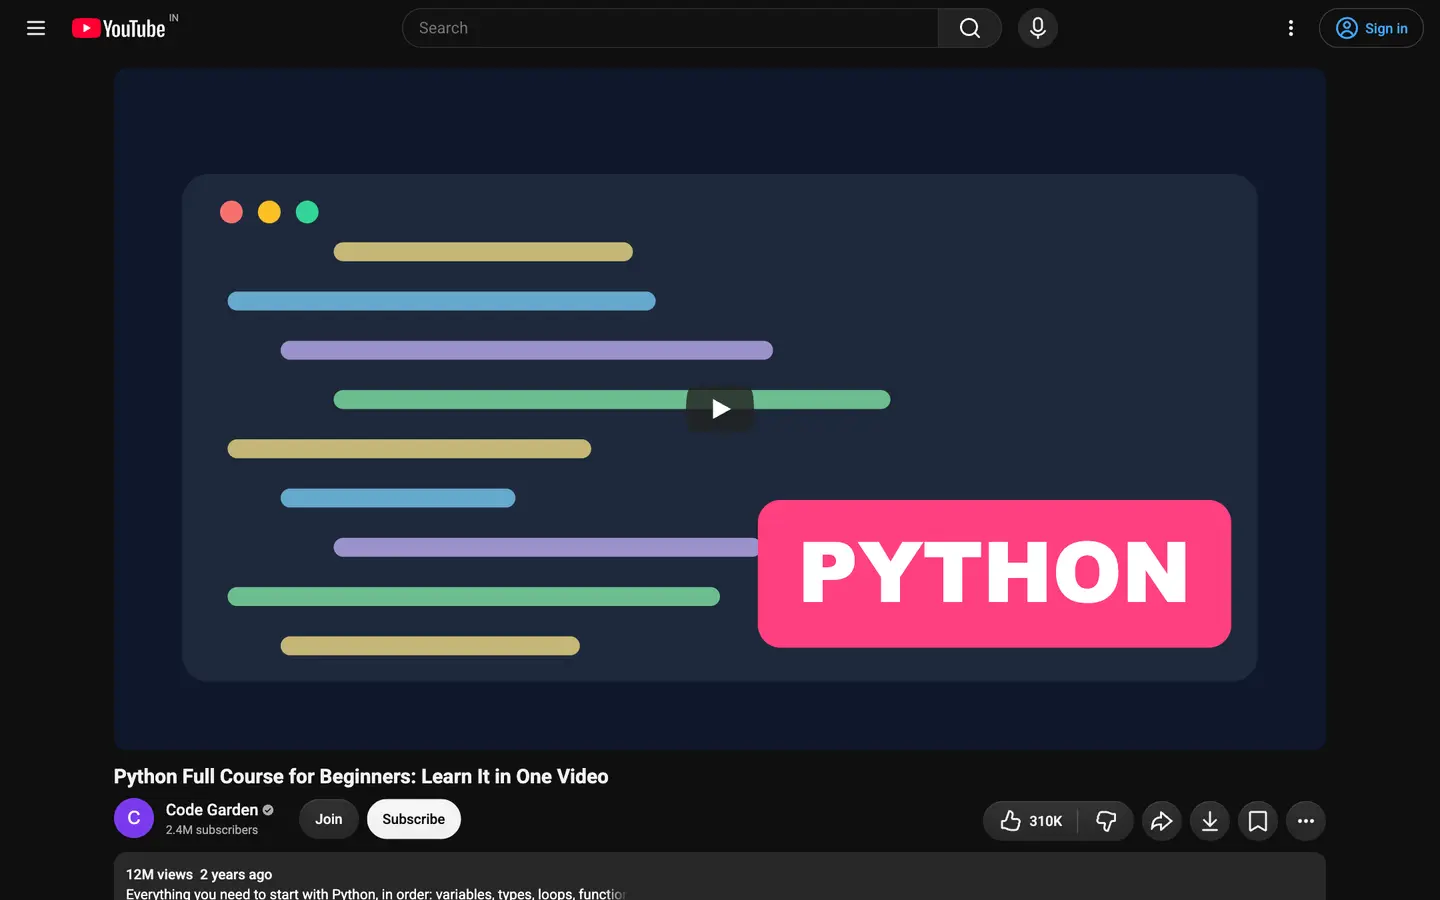 YouTube IN
Search
Sign in
PYTHON
Python Full Course for Beginners: Learn It in One Video
C
Code Garden
2.4M subscribers
Join
Subscribe
310K
12M views 2 years ago
Everything you need to start with Python, in order: variables, types, loops, functio